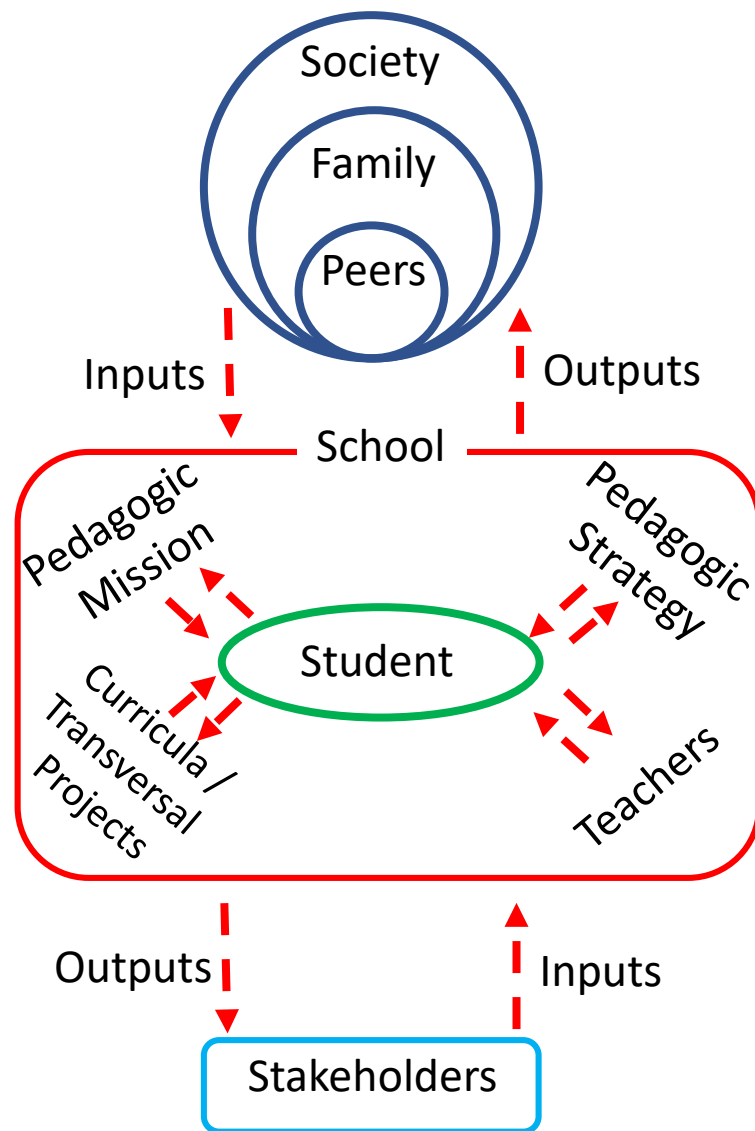 Society
Family
Peers
Inputs
Outputs
School
Pedagogic
Mission
Pedagogic
Strategy
Student
Curricula /
Transversal
Projects
Teachers
Outputs
Inputs
Stakeholders